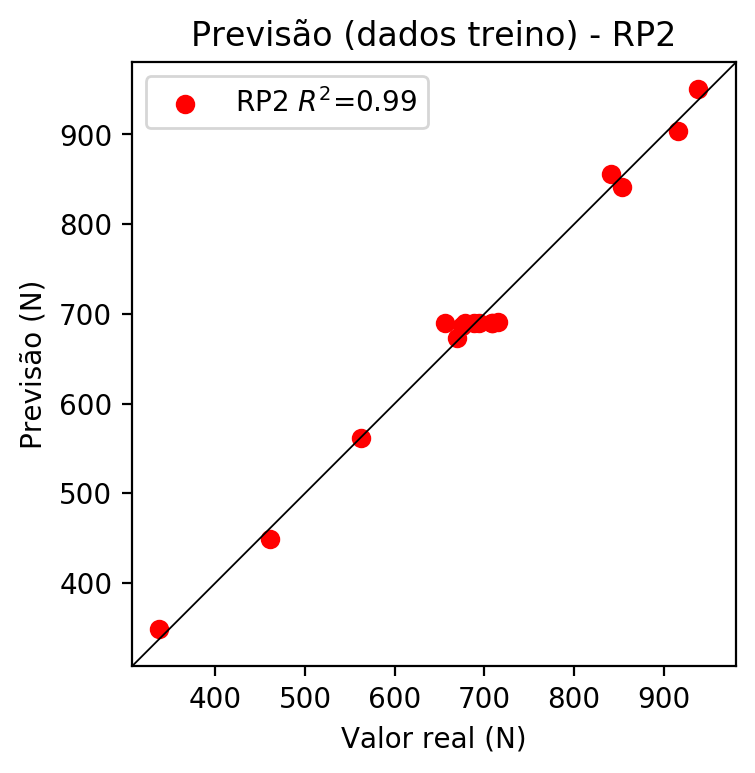 Previsão (dados treino) - RP2
RP2 R²=0.99
Previsão (N)
900
800
700
600
500
400
400 500 600 700 800 900
Valor real (N)